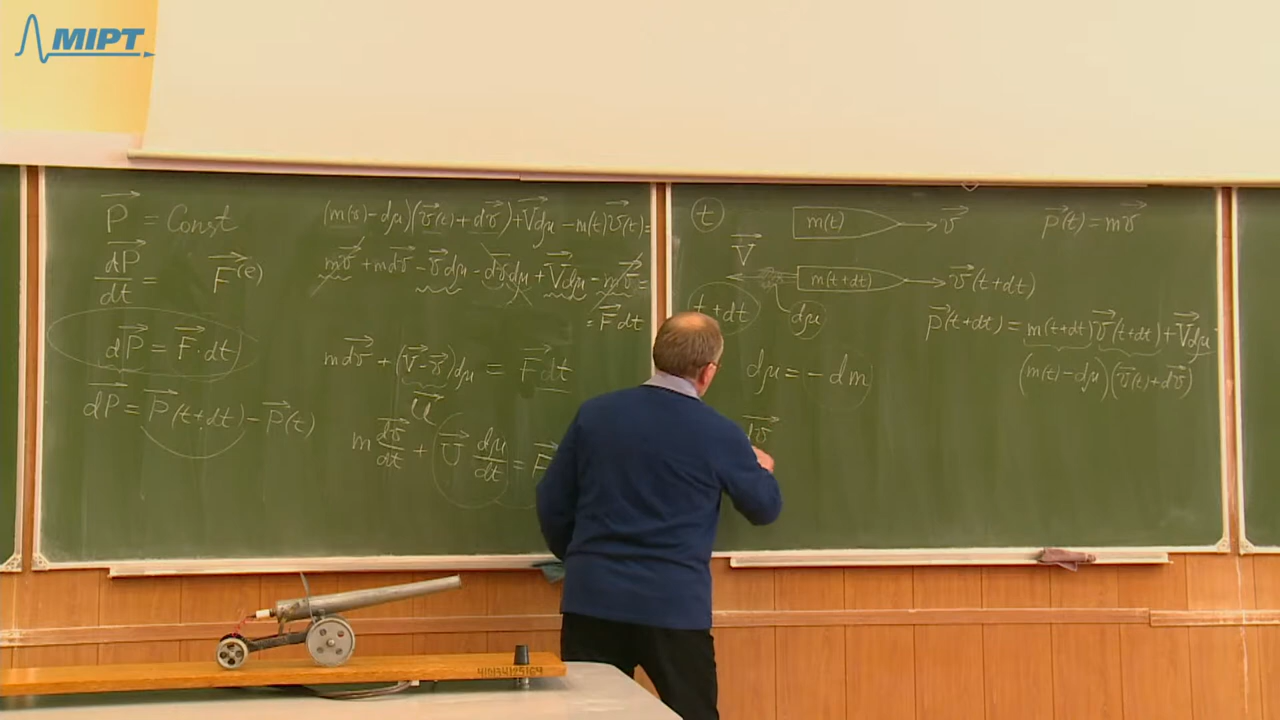 MIPT
P⃗ = Const
dP⃗/dt = F⃗⁽ᵉ⁾
dP⃗ = F⃗·dt
dP⃗ = P⃗(t+dt) - P⃗(t)
- dμ)(v⃗(t) + dv⃗) + V⃗dμ - m(t)v⃗(t) =
mv⃗ + mdv⃗ - v⃗dμ - dv⃗dμ + V⃗dμ - mv⃗ =
= F⃗dt
mdv⃗ + (V⃗ - v⃗)dμ = F⃗dt
u⃗
m dv⃗/dt + U⃗ dμ/dt = F⃗
t
m(t)
v⃗
p⃗(t) = mv⃗
V⃗
m(t+dt)
v⃗(t+dt)
t+dt
dμ
p⃗(t+dt) = m(t+dt)v⃗(t+dt) + V⃗dμ
(m(t) - dμ)(v⃗(t) + dv⃗)
dμ = - dm
dv⃗
410134125169